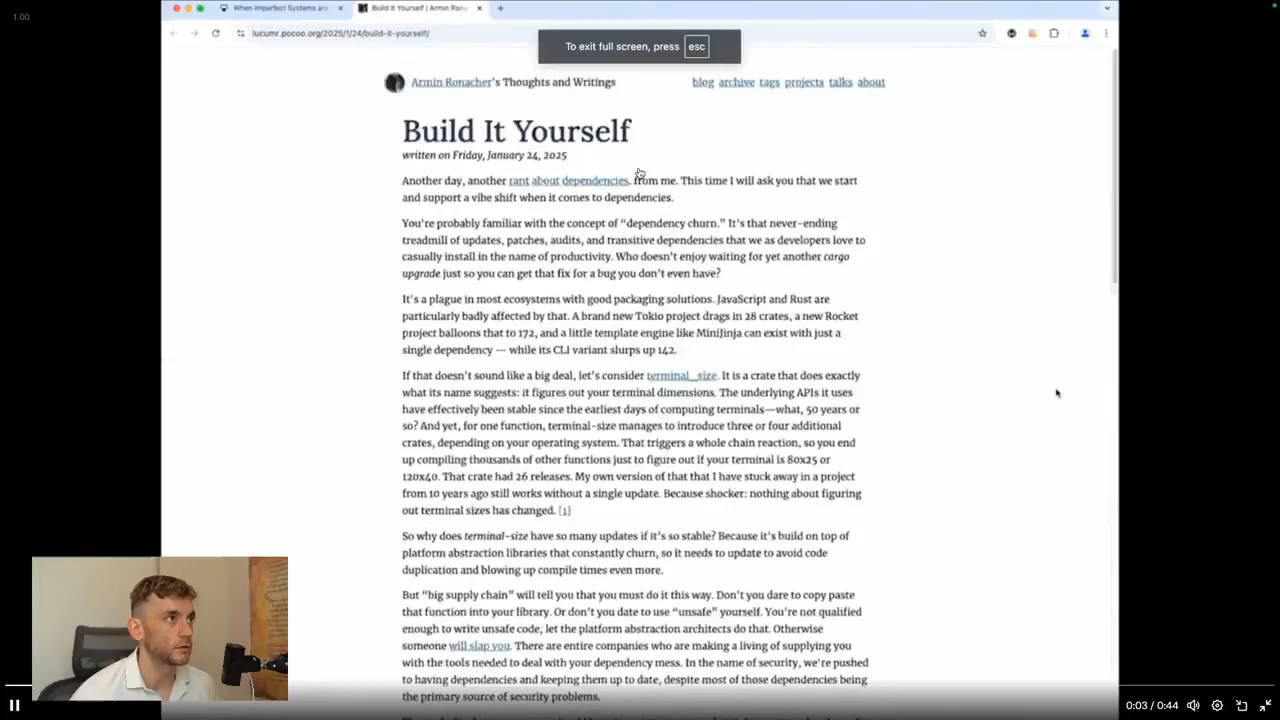 1.00
When Imperfect Systems are
Build It Yourself | Armin Rona
lucumr.pocoo.org/2025/1/24/build-it-yourself/
To exit full screen, press esc
Armin Ronacher's Thoughts and Writings
blog archive tags projects talks about
Build It Yourself
written on Friday, January 24, 2025
Another day, another rant about dependencies. from me. This time I will ask you that we start
and support a vibe shift when it comes to dependencies.
You're probably familiar with the concept of “dependency churn.” It's that never-ending
treadmill of updates, patches, audits, and transitive dependencies that we as developers love to
casually install in the name of productivity. Who doesn't enjoy waiting for yet another cargo
upgrade just so you can get that fix for a bug you don't even have?
It's a plague in most ecosystems with good packaging solutions. JavaScript and Rust are
particularly badly affected by that. A brand new Tokio project drags in 28 crates, a new Rocket
project balloons that to 172, and a little template engine like MiniJinja can exist with just a
single dependency — while its CLI variant slurps up 142.
If that doesn't sound like a big deal, let's consider terminal_size. It is a crate that does exactly
what its name suggests: it figures out your terminal dimensions. The underlying APIs it uses
have effectively been stable since the earliest days of computing terminals—what, 50 years or
so? And yet, for one function, terminal-size manages to introduce three or four additional
crates, depending on your operating system. That triggers a whole chain reaction, so you end
up compiling thousands of other functions just to figure out if your terminal is 80x25 or
120x40. That crate had 26 releases. My own version of that that I have stuck away in a project
from 10 years ago still works without a single update. Because shocker: nothing about figuring
out terminal sizes has changed. [1]
So why does terminal-size have so many updates if it's so stable? Because it's build on top of
platform abstraction libraries that constantly churn, so it needs to update to avoid code
duplication and blowing up compile times even more.
But “big supply chain” will tell you that you must do it this way. Don't you dare to copy paste
that function into your library. Or don't you date to use “unsafe” yourself. You're not qualified
enough to write unsafe code, let the platform abstraction architects do that. Otherwise
someone will slap you. There are entire companies who are making a living of supplying you
with the tools needed to deal with your dependency mess. In the name of security, we're pushed
to having dependencies and keeping them up to date, despite most of those dependencies being
the primary source of security problems.
0:03 / 0:44